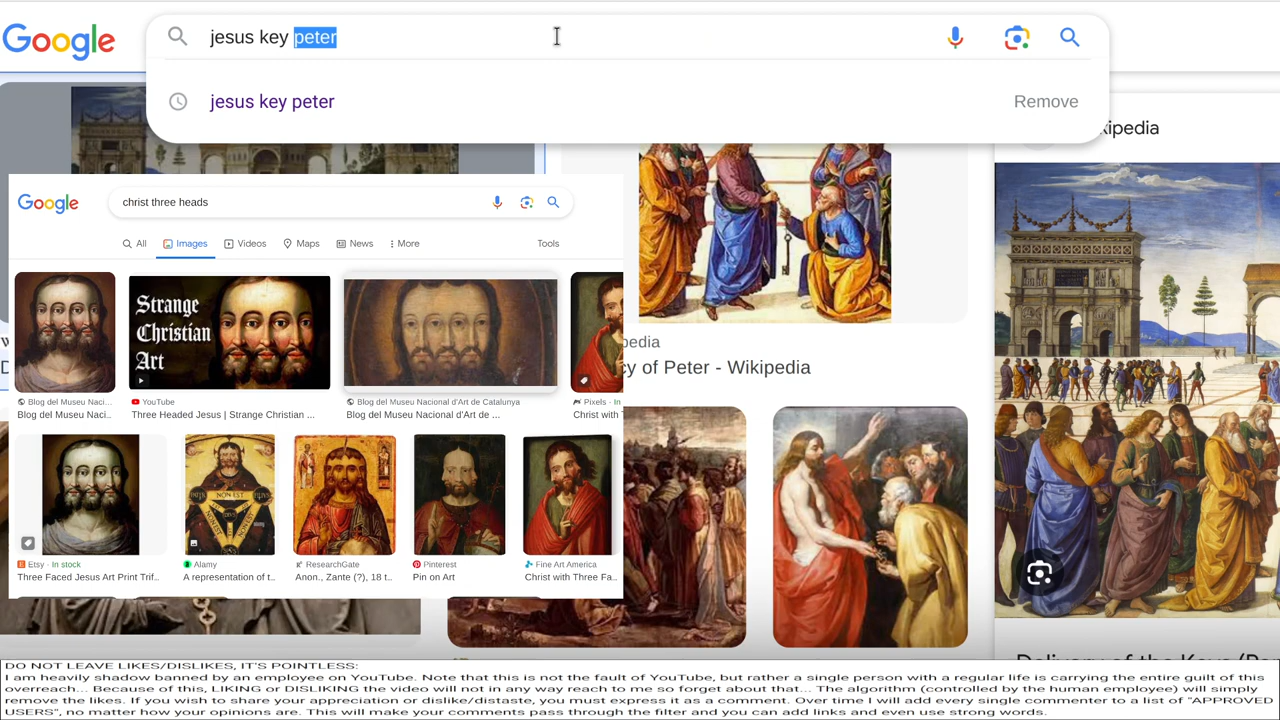 Google
jesus key peter
jesus key peter
Remove
kipedia
Google
christ three heads
All
Images
Videos
Maps
News
More
Tools
Strange
Christian
Art
Blog del Museu Naci...
Blog del Museu Naci..
YouTube
Three Headed Jesus | Strange Christian ...
Blog del Museu Nacional d'Art de Catalunya
Blog del Museu Nacional d'Art de ...
Pixels · In
Christ with T
pedia
cy of Peter - Wikipedia
NON EST
Etsy · In stock
Three Faced Jesus Art Print Trif..
Alamy
A representation of t..
ResearchGate
Anon., Zante (?), 18 t..
Pinterest
Pin on Art
Fine Art America
Christ with Three Fa...
DO NOT LEAVE LIKES/DISLIKES, IT'S POINTLESS:
I am heavily shadow banned by an employee on YouTube. Note that this is not the fault of YouTube, but rather a single person with a regular life is carrying the entire guilt of this
overreach... Because of this, LIKING or DISLIKING the video will not in any way reach to me so forget about that... The algorithm (controlled by the human employee) will simply
remove the likes. If you wish to share your appreciation or dislike/distaste, you must express it as a comment. Over time I will add every single commenter to a list of "APPROVED
USERS", no matter how your opinions are. This will make your comments pass through the filter and you can add links and even use strong words.